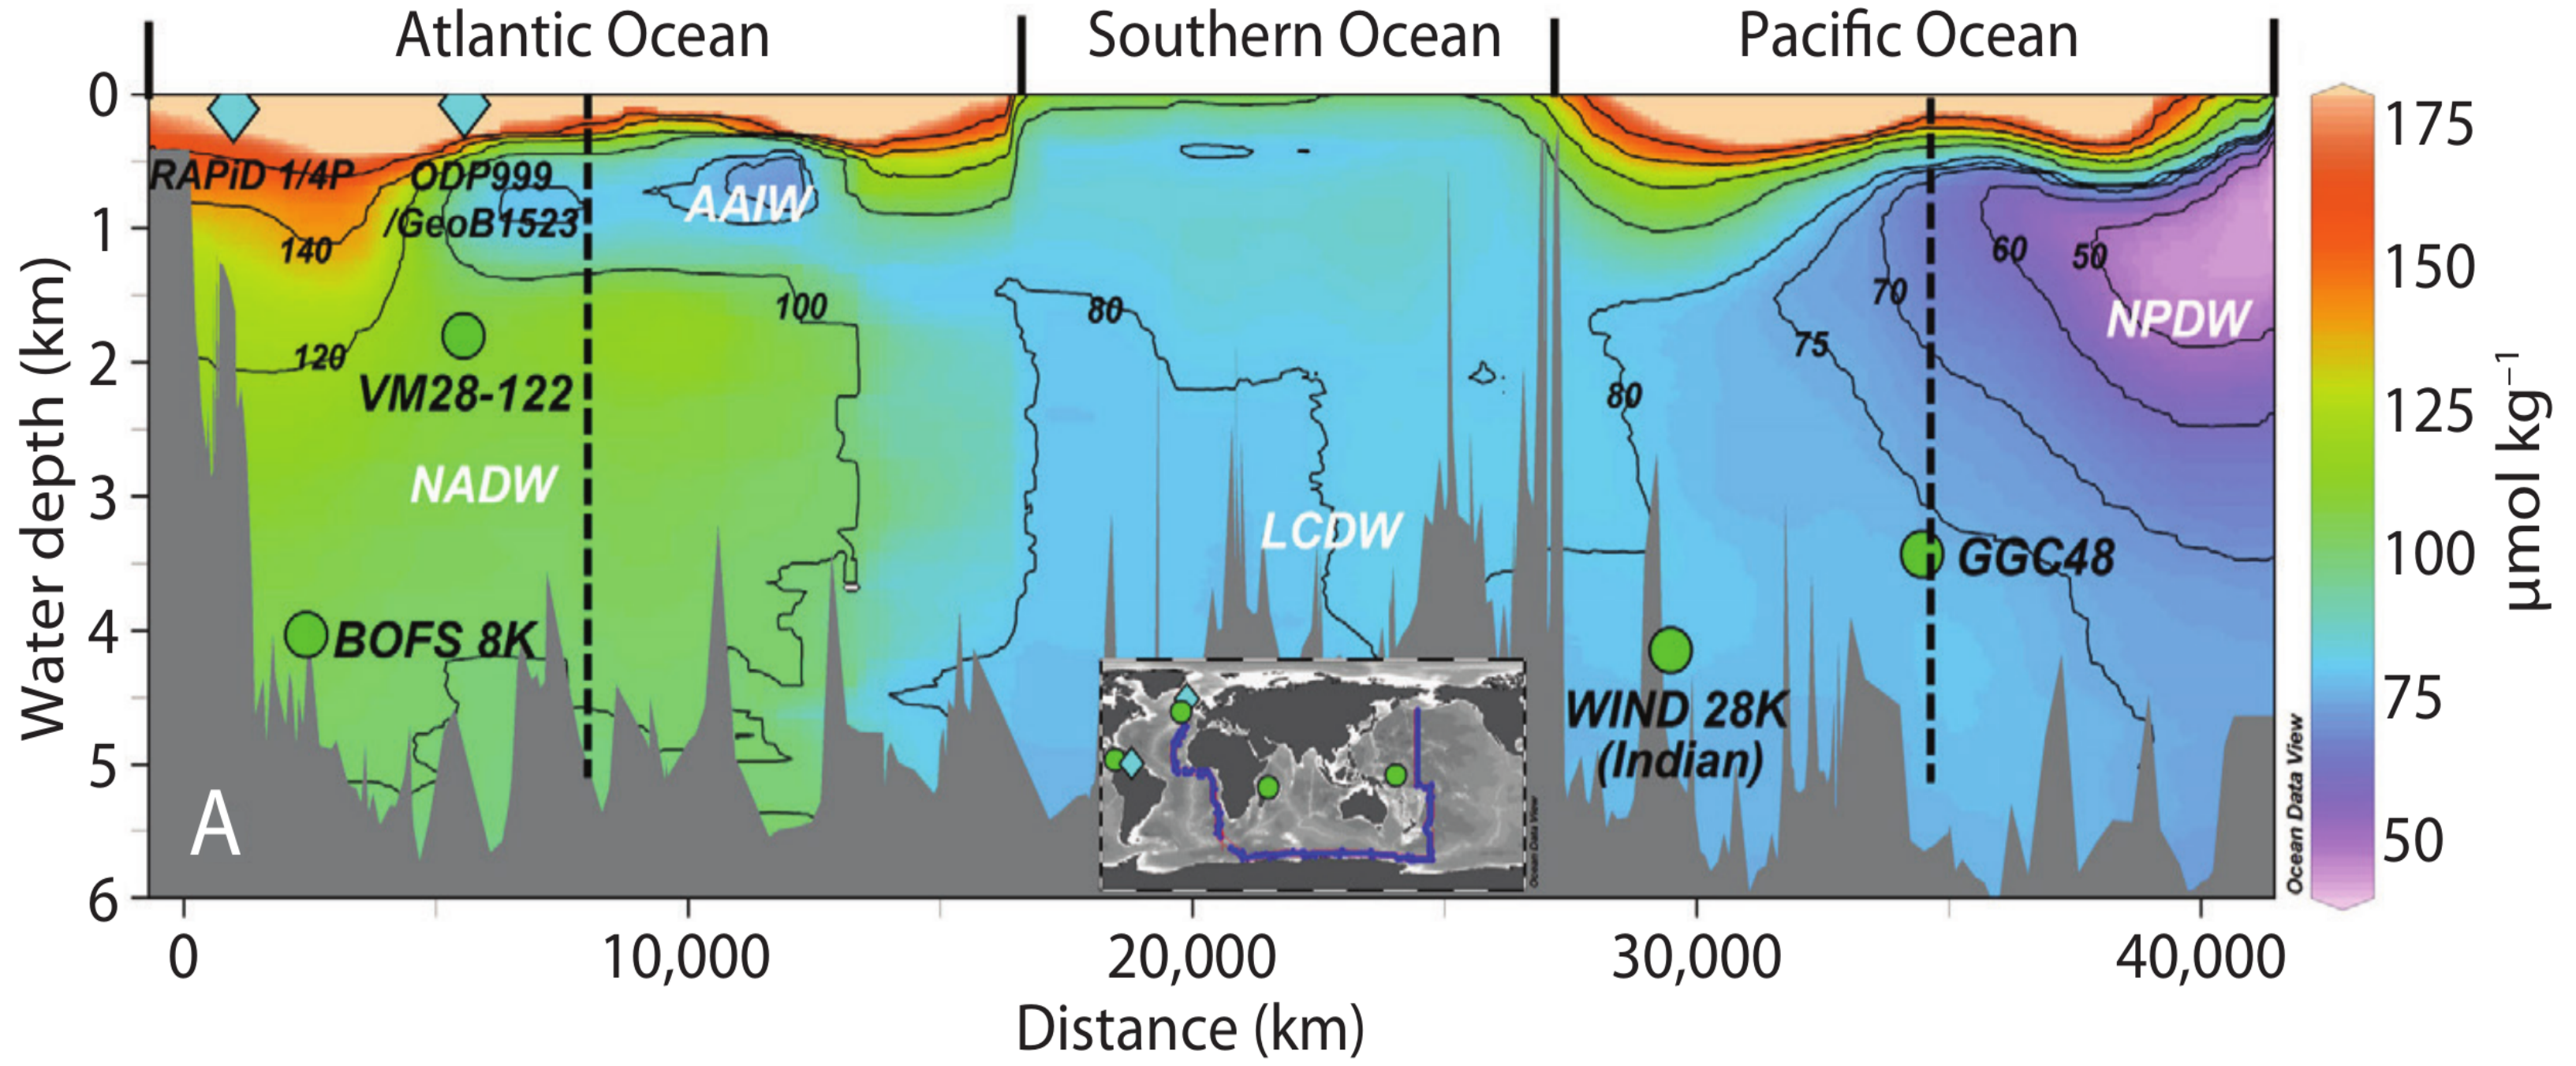 Atlantic Ocean Southern Ocean Pacific Ocean
0
1
2
3
4
5
6
Water depth (km)
RAPiD 1/4P
ODP999
/GeoB1523
AAIW
140
120
100
80
80
75
70
60
50
NPDW
VM28-122
NADW
LCDW
GGC48
BOFS 8K
WIND 28K
(Indian)
A
Ocean Data View
Ocean Data View
175
150
125
100
75
50
µmol kg⁻¹
0 10,000 20,000 30,000 40,000
Distance (km)